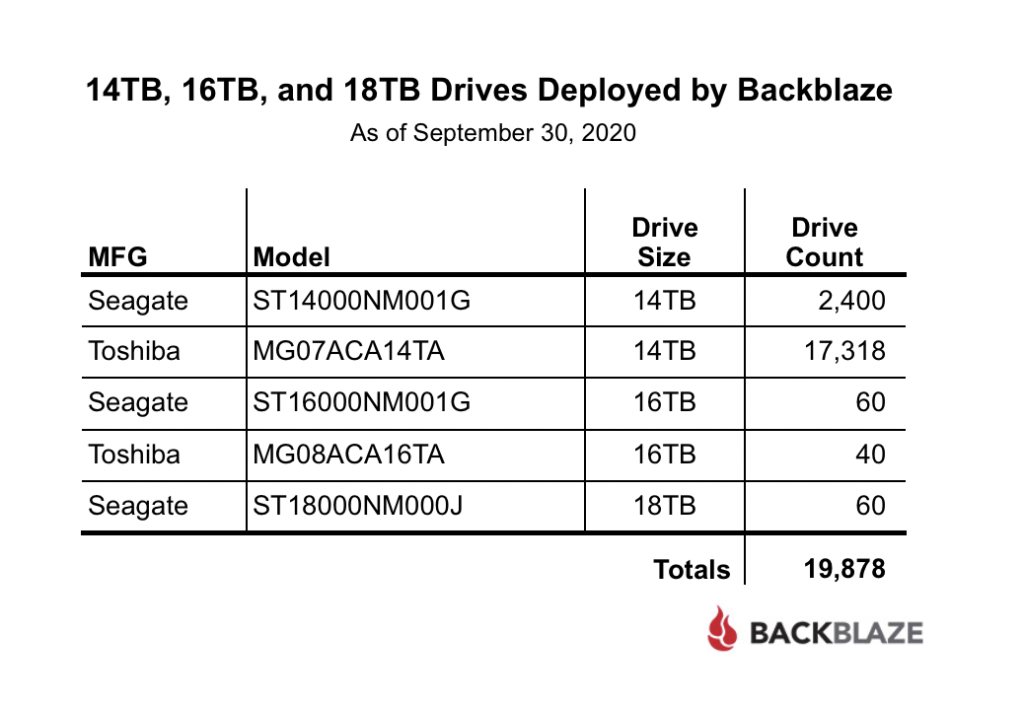 14TB, 16TB, and 18TB Drives Deployed by Backblaze
As of September 30, 2020
MFG Model Drive Size Drive Count
Seagate ST14000NM001G 14TB 2,400
Toshiba MG07ACA14TA 14TB 17,318
Seagate ST16000NM001G 16TB 60
Toshiba MG08ACA16TA 16TB 40
Seagate ST18000NM000J 18TB 60
Totals 19,878
BACKBLAZE